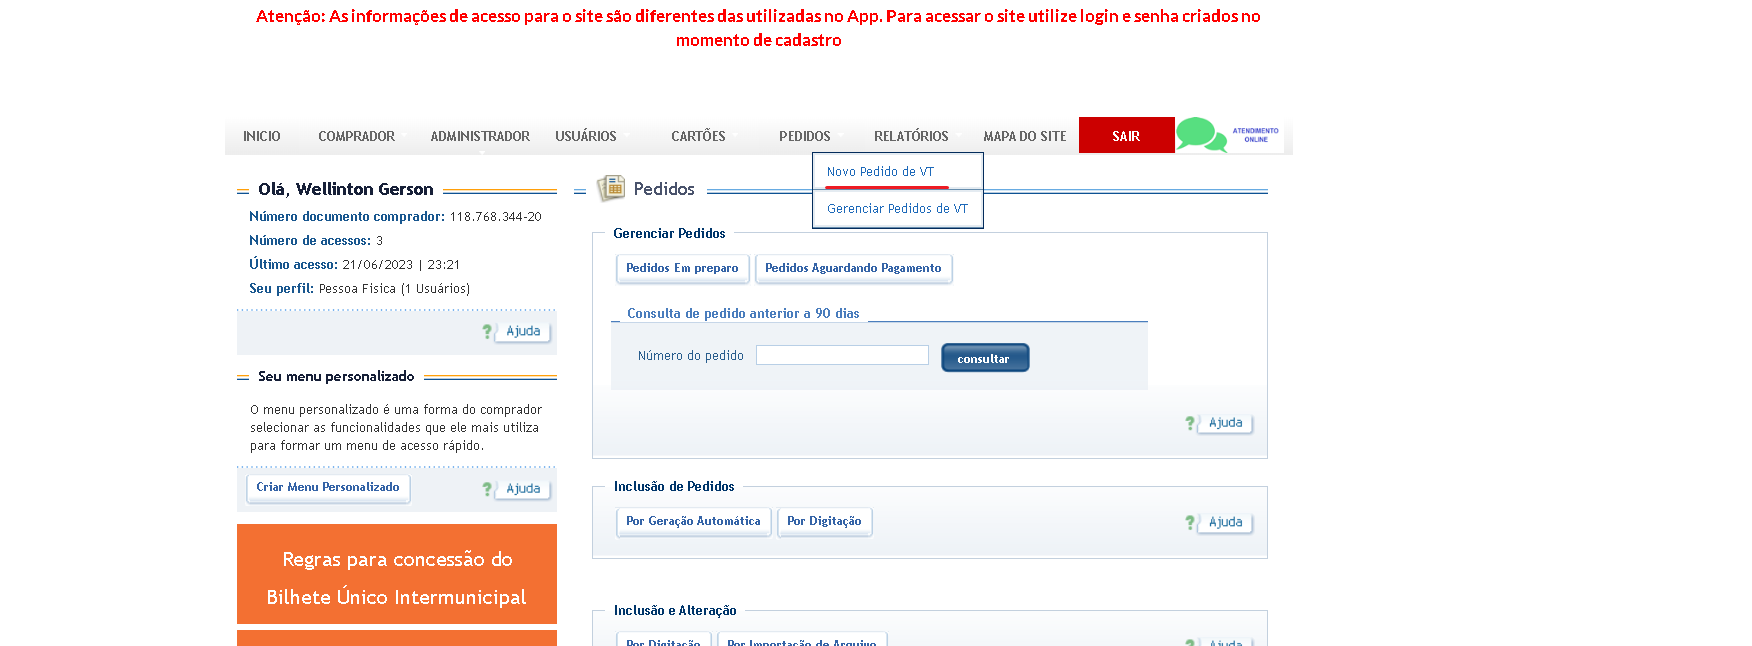 Atenção: As informações de acesso para o site são diferentes das utilizadas no App. Para acessar o site utilize login e senha criados no
momento de cadastro
INICIO COMPRADOR ADMINISTRADOR USUÁRIOS CARTÕES PEDIDOS RELATÓRIOS MAPA DO SITE SAIR ATENDIMENTO
ONLINE
Novo Pedido de VT
Gerenciar Pedidos de VT
Olá, Wellinton Gerson
Número documento comprador: 118.768.344-20
Número de acessos: 3
Último acesso: 21/06/2023 | 23:21
Seu perfil: Pessoa Física (1 Usuários)
? Ajuda
Seu menu personalizado
O menu personalizado é uma forma do comprador
selecionar as funcionalidades que ele mais utiliza
para formar um menu de acesso rápido.
Criar Menu Personalizado ? Ajuda
Regras para concessão do
Bilhete Único Intermunicipal
Pedidos
Gerenciar Pedidos
Pedidos Em preparo Pedidos Aguardando Pagamento
Consulta de pedido anterior a 90 dias
Número do pedido consultar
? Ajuda
Inclusão de Pedidos
Por Geração Automática Por Digitação ? Ajuda
Inclusão e Alteração
Por Digitação Por Importação de Arquivo ? Ajuda